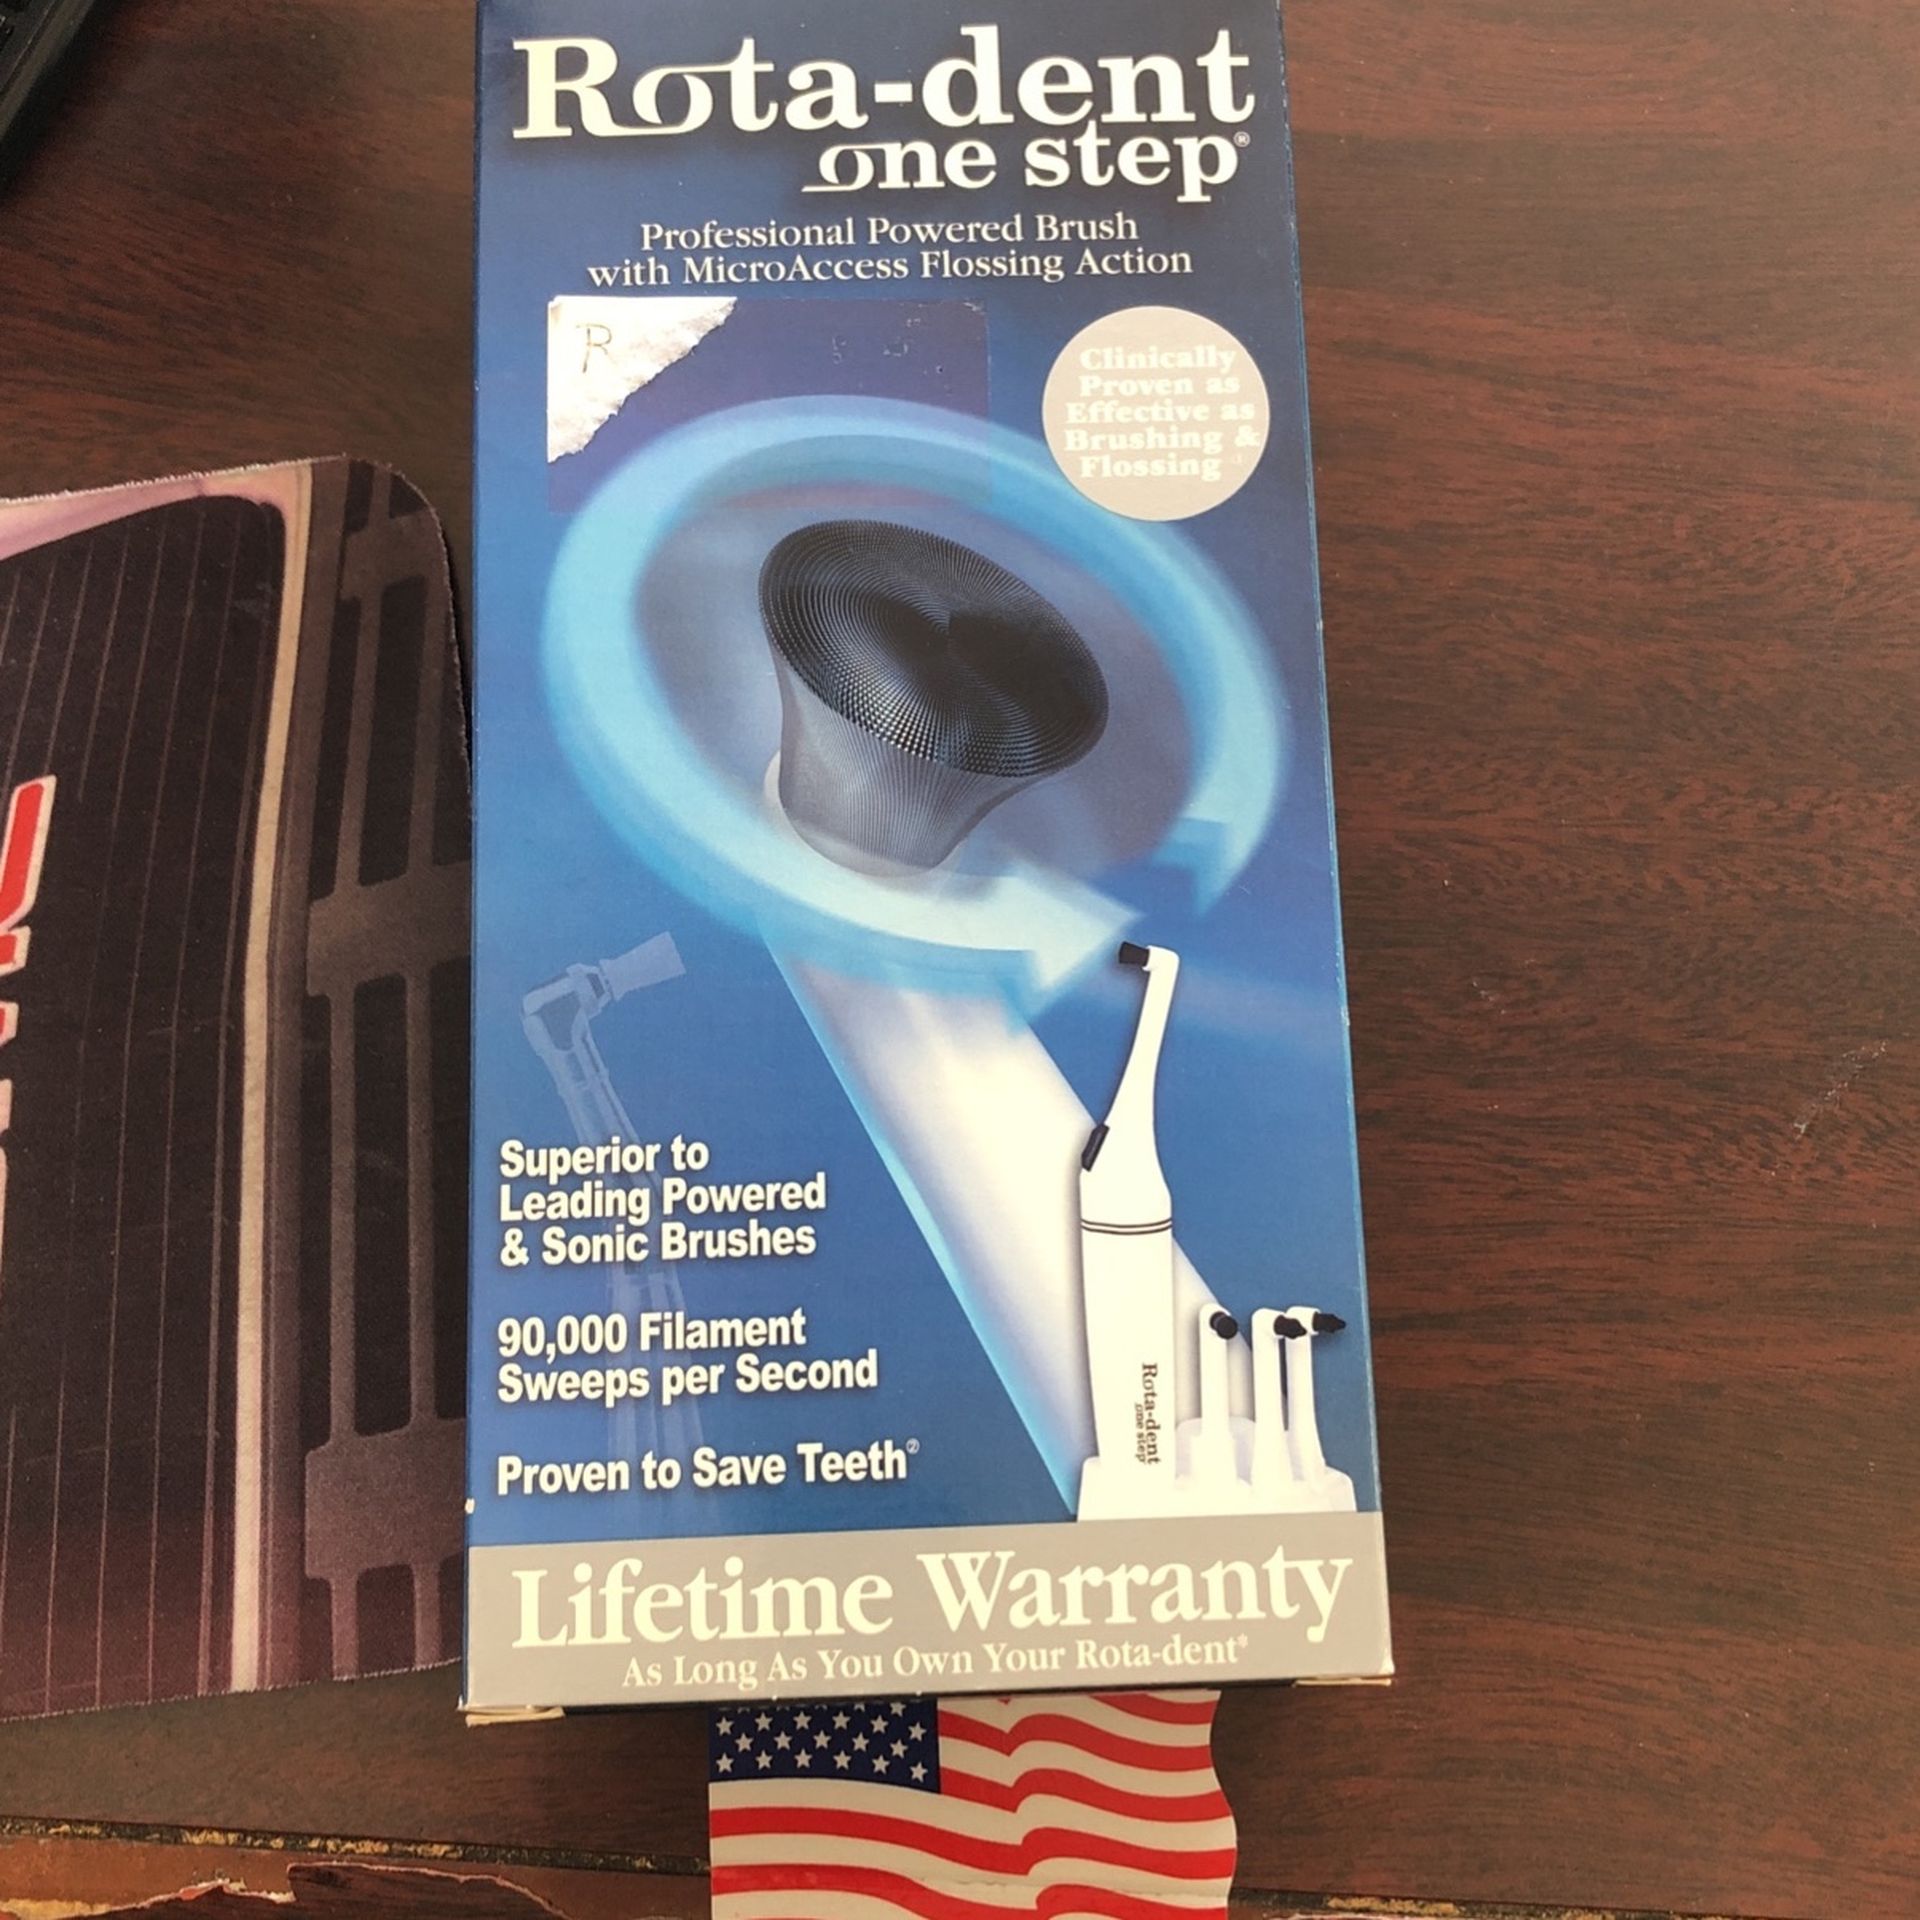 Rota-dent
one step®
Professional Powered Brush
with MicroAccess Flossing Action
R
Clinically
Proven as
Effective as
Brushing &
Flossing
Superior to
Leading Powered
& Sonic Brushes
90,000 Filament
Sweeps per Second
Proven to Save Teeth②
Rota-dent
one step
Lifetime Warranty
As Long As You Own Your Rota-dent*